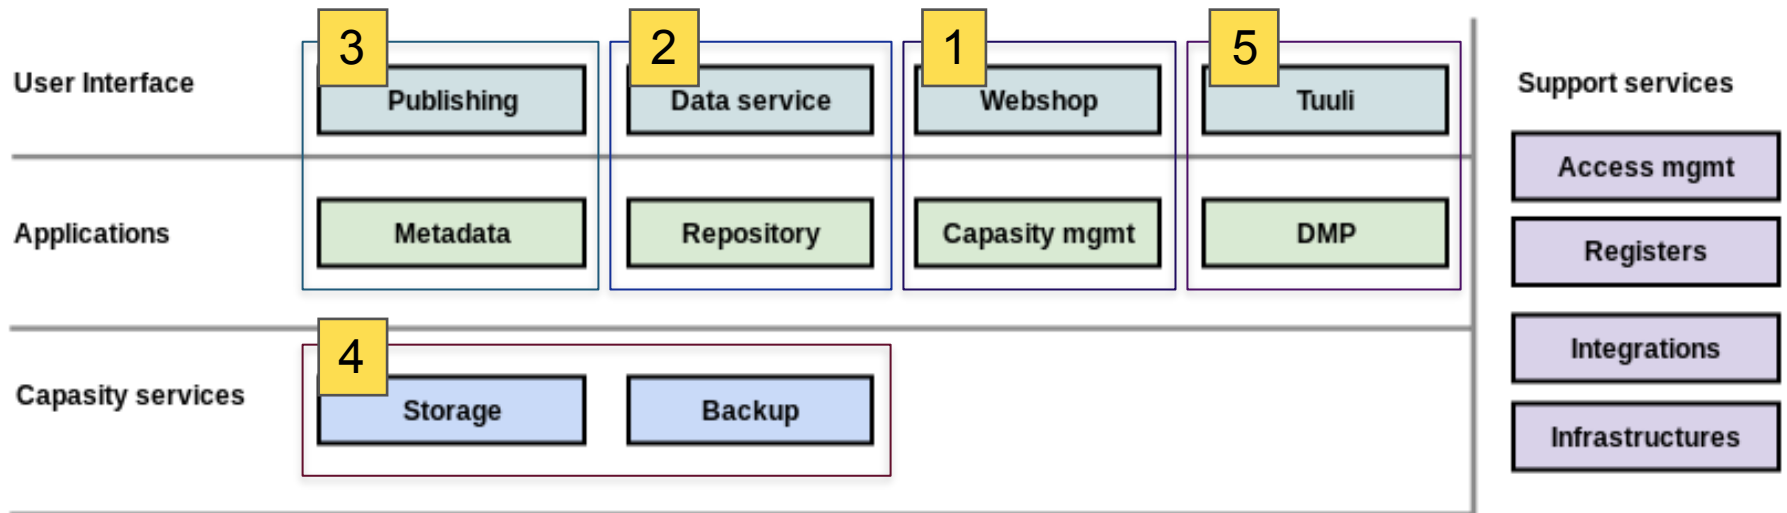 3
2
1
5
User Interface
Publishing
Data service
Webshop
Tuuli
Support services
Access mgmt
Applications
Metadata
Repository
Capasity mgmt
DMP
Registers
4
Integrations
Capasity services
Storage
Backup
Infrastructures